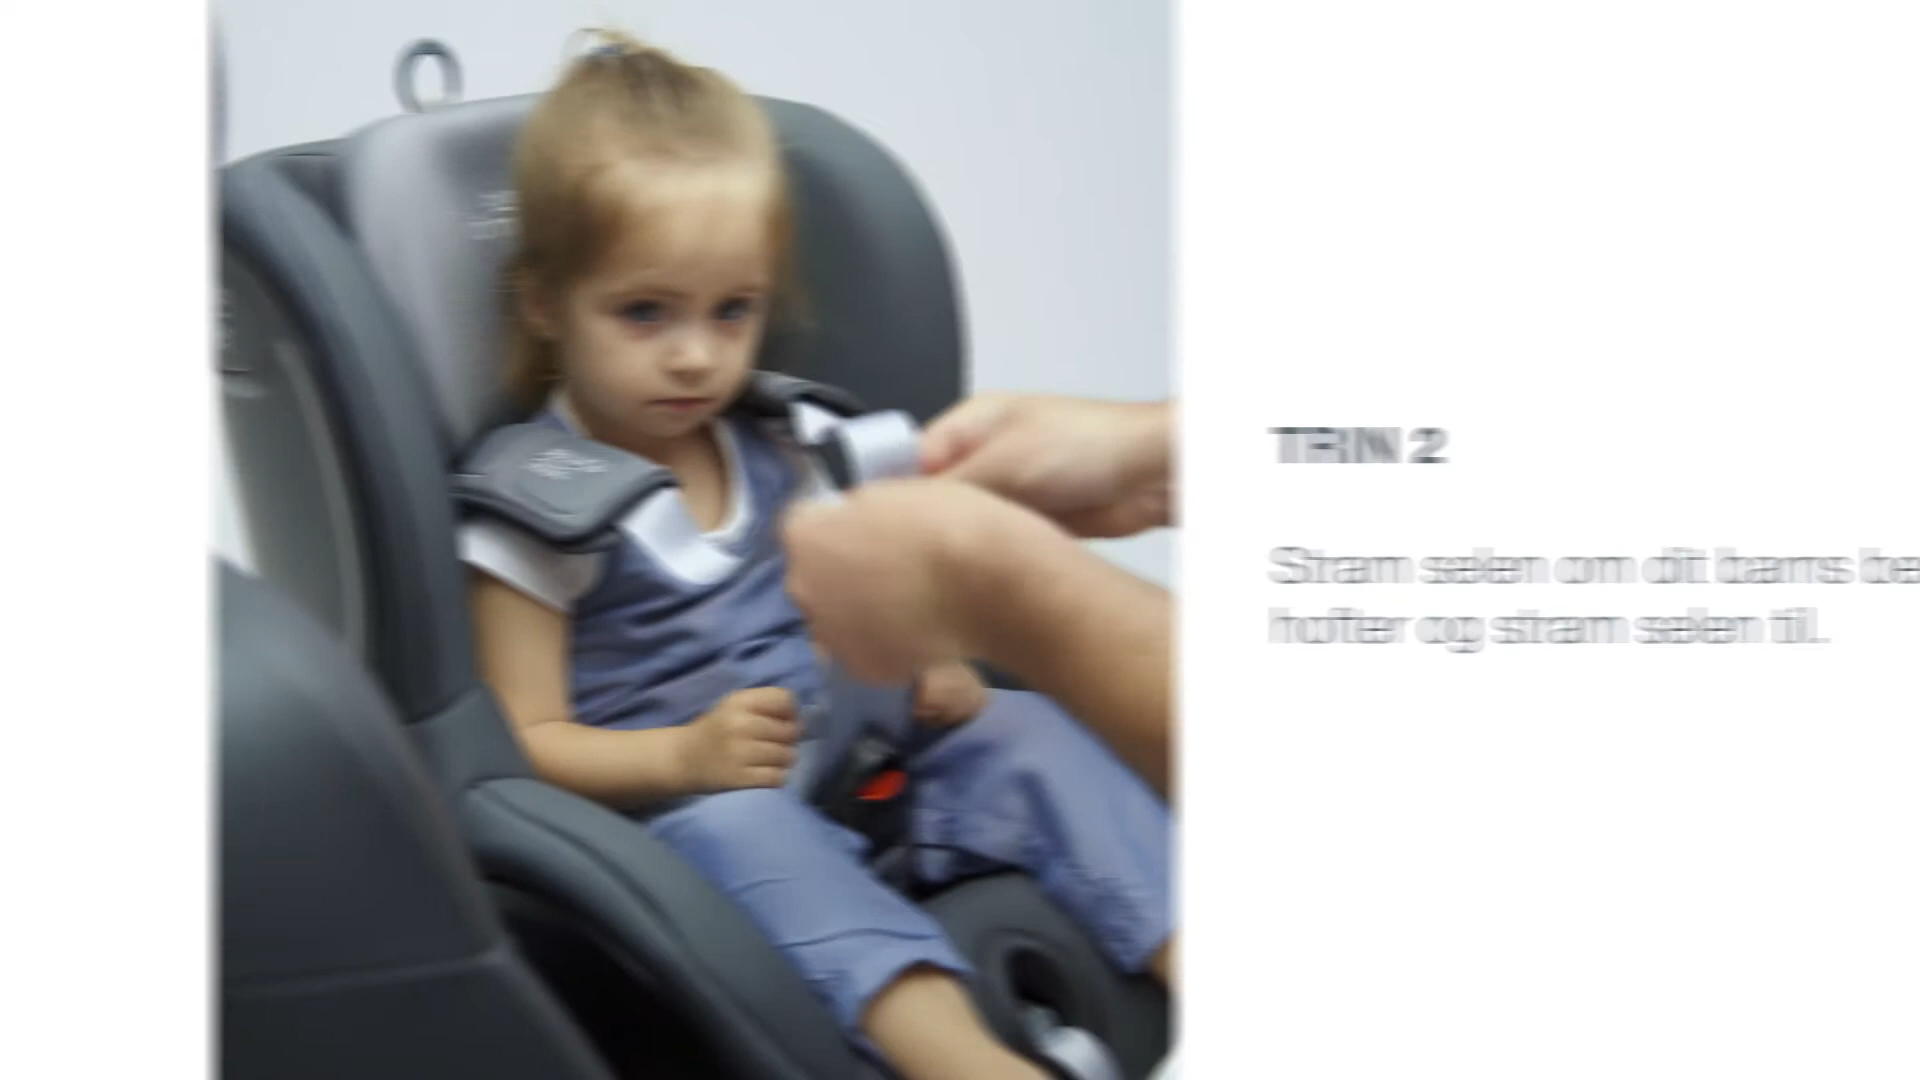 TRIN 2
Stram selen om dit barns
hofter og stram selen til.